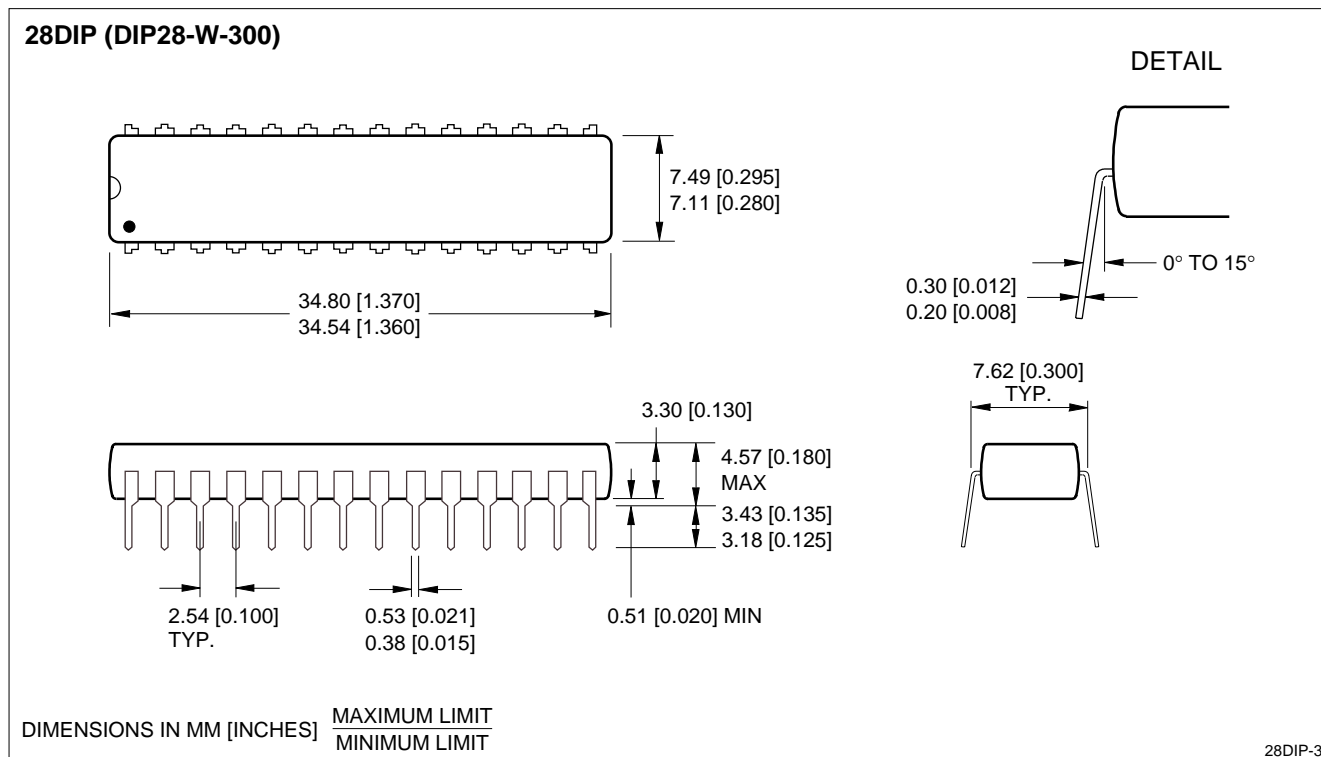 28DIP (DIP28-W-300)
DETAIL
7.49 [0.295]
7.11 [0.280]
0° TO 15°
0.30 [0.012]
0.20 [0.008]
34.80 [1.370]
34.54 [1.360]
7.62 [0.300]
TYP.
3.30 [0.130]
4.57 [0.180]
MAX
3.43 [0.135]
3.18 [0.125]
2.54 [0.100]
TYP.
0.53 [0.021]
0.38 [0.015]
0.51 [0.020] MIN
DIMENSIONS IN MM [INCHES]
MAXIMUM LIMIT
MINIMUM LIMIT
28DIP-3